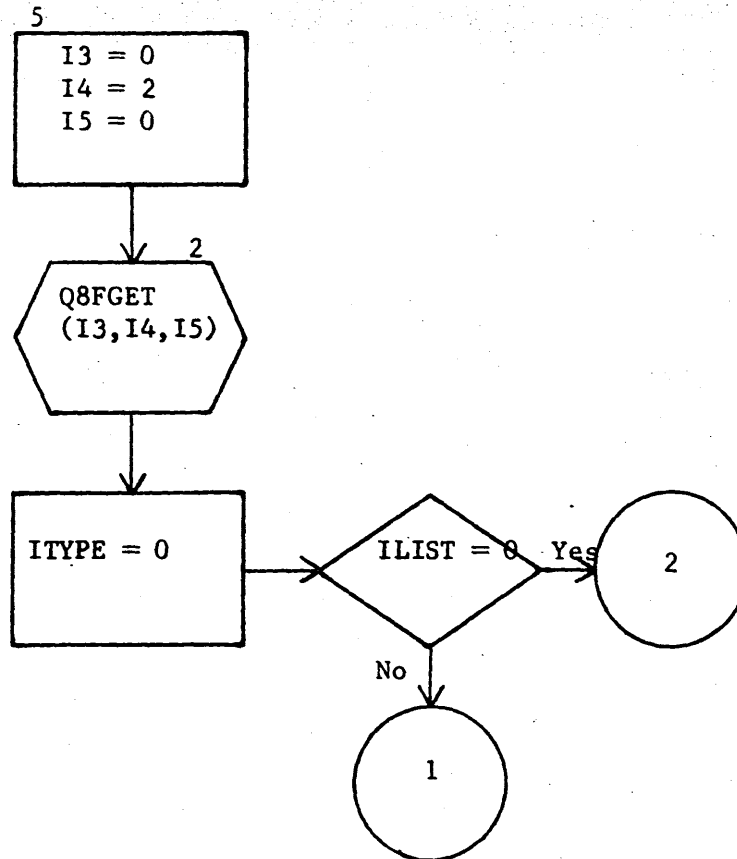 5
I3 = 0
I4 = 2
I5 = 0
2
Q8FGET
(I3,I4,I5)
ITYPE = 0
ILIST = 0 Yes
2
No
1